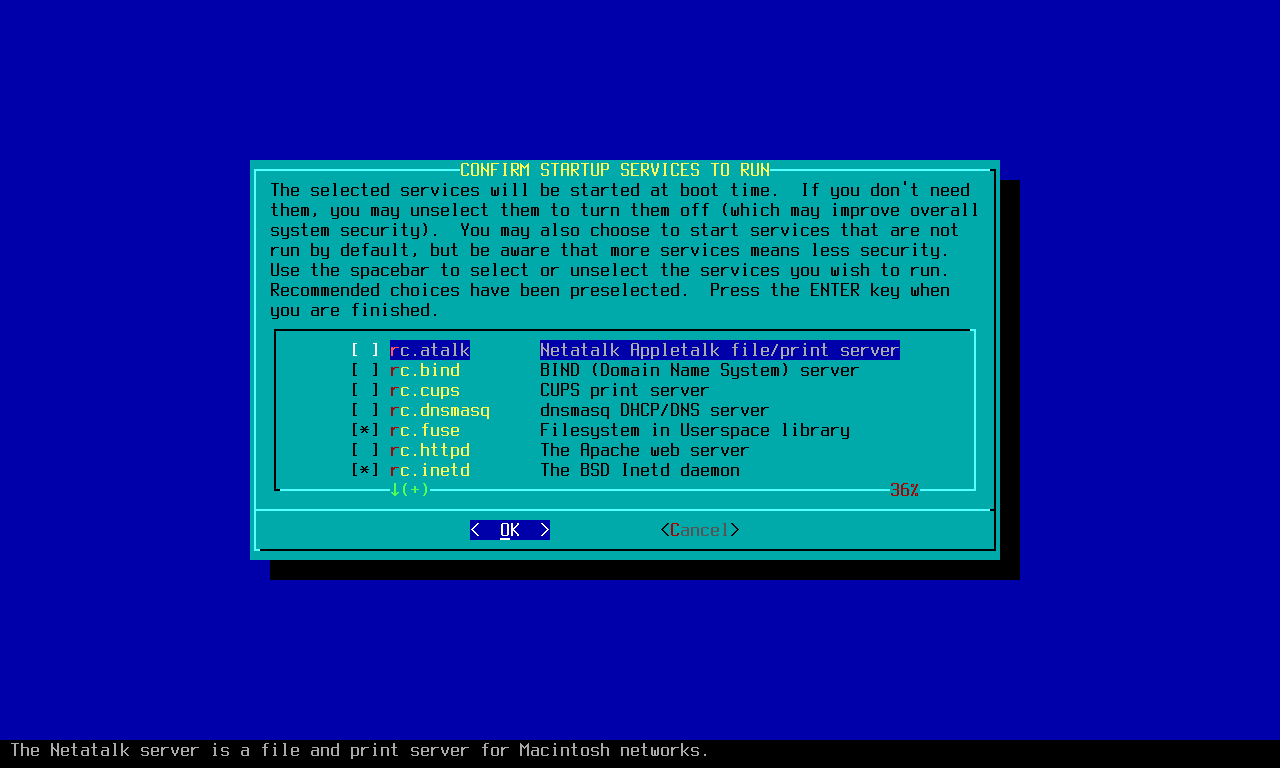 CONFIRM STARTUP SERVICES TO RUN
The selected services will be started at boot time.  If you don't need
them, you may unselect them to turn them off (which may improve overall
system security).  You may also choose to start services that are not
run by default, but be aware that more services means less security.
Use the spacebar to select or unselect the services you wish to run.
Recommended choices have been preselected.  Press the ENTER key when
you are finished.
[ ] rc.atalk       Netatalk Appletalk file/print server
[ ] rc.bind        BIND (Domain Name System) server
[ ] rc.cups        CUPS print server
[ ] rc.dnsmasq     dnsmasq DHCP/DNS server
[*] rc.fuse        Filesystem in Userspace library
[ ] rc.httpd       The Apache web server
[*] rc.inetd       The BSD Inetd daemon
↓(+) 36%
<  OK  > <Cancel>
The Netatalk server is a file and print server for Macintosh networks.